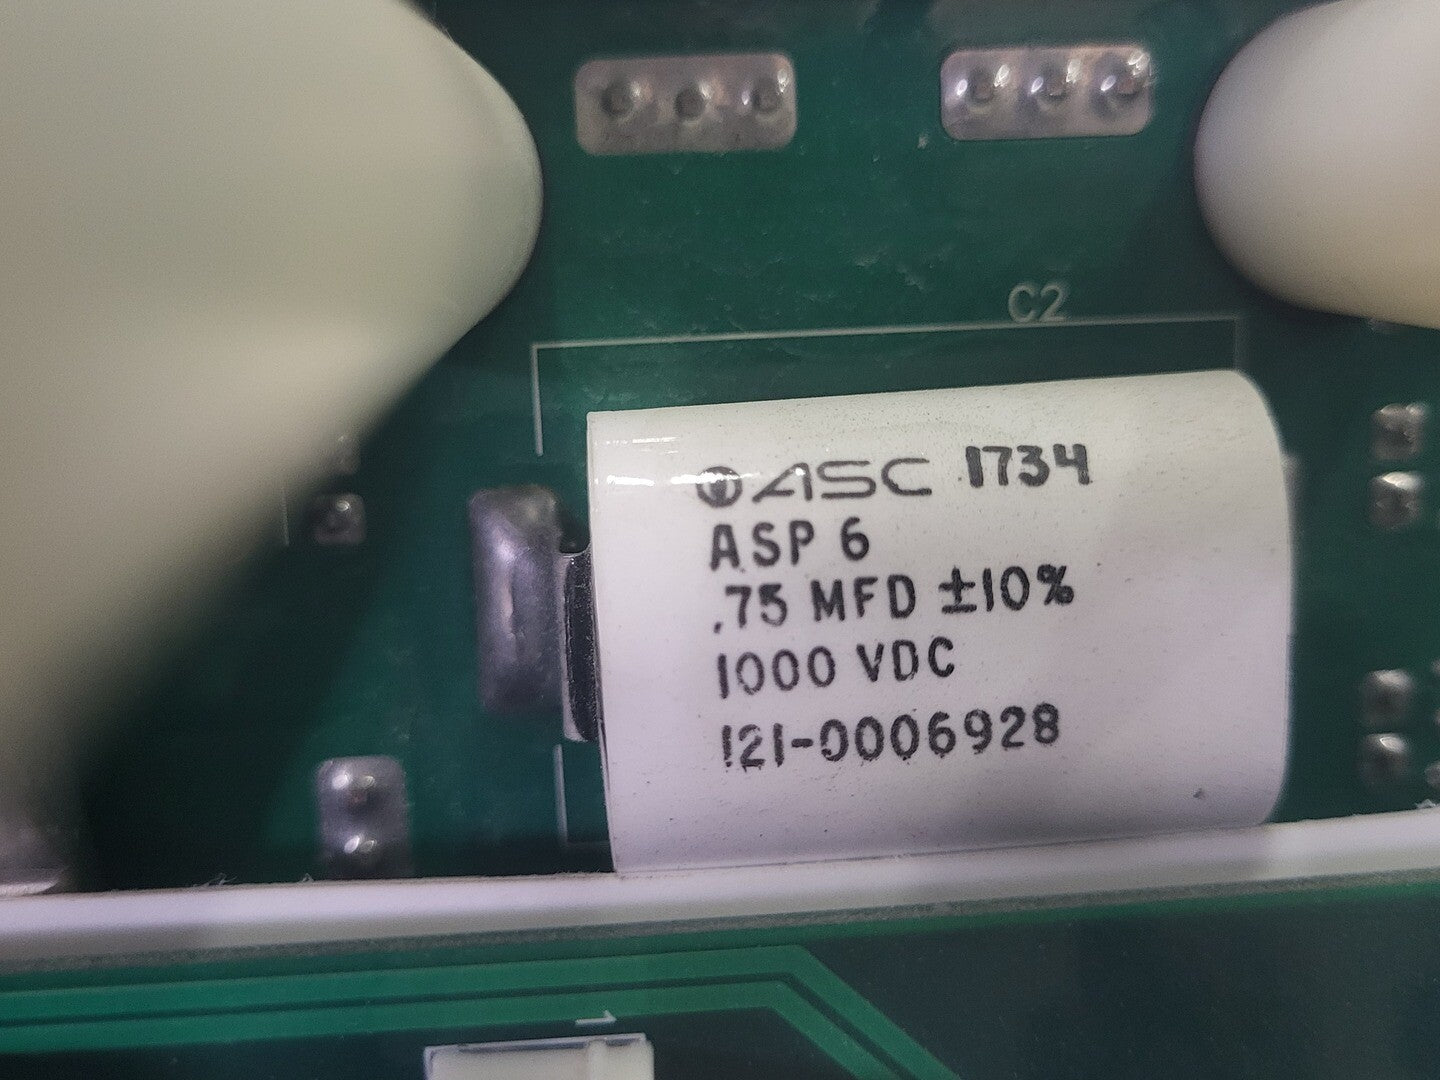 C2
ASC 1734
ASP 6
.75 MFD ±10%
1000 VDC
121-0006928